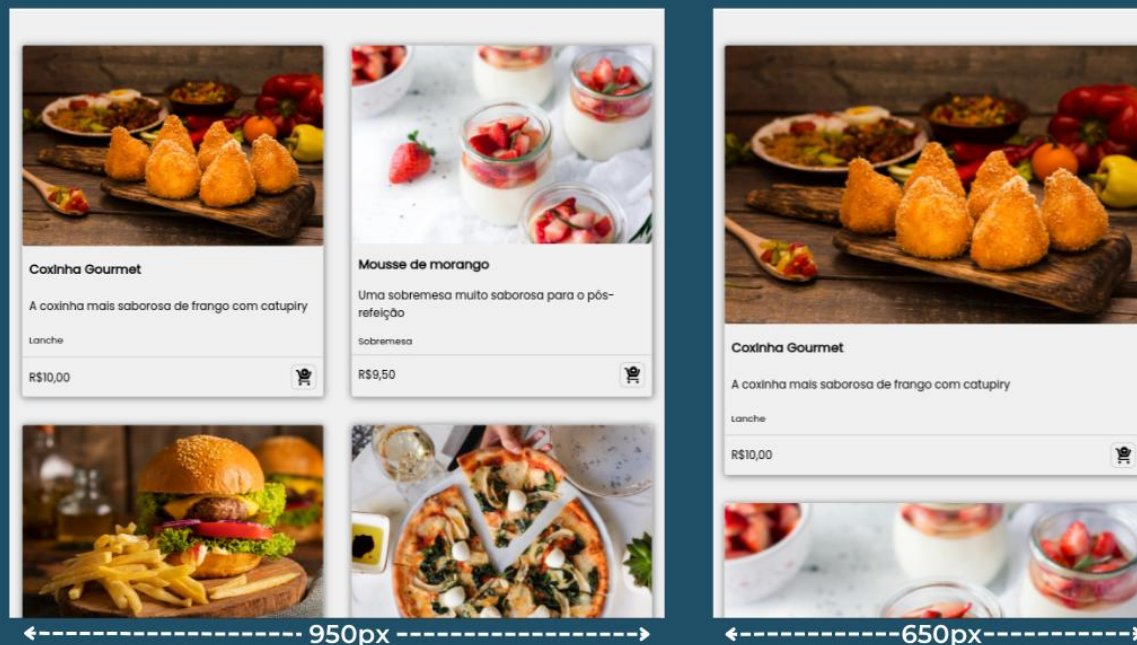 Coxinha Gourmet
A coxinha mais saborosa de frango com catupiry
Lanche
R$10,00
Mousse de morango
Uma sobremesa muito saborosa para o pós-
refeição
Sobremesa
R$9,50
950px
Coxinha Gourmet
A coxinha mais saborosa de frango com catupiry
Lanche
R$10,00
650px